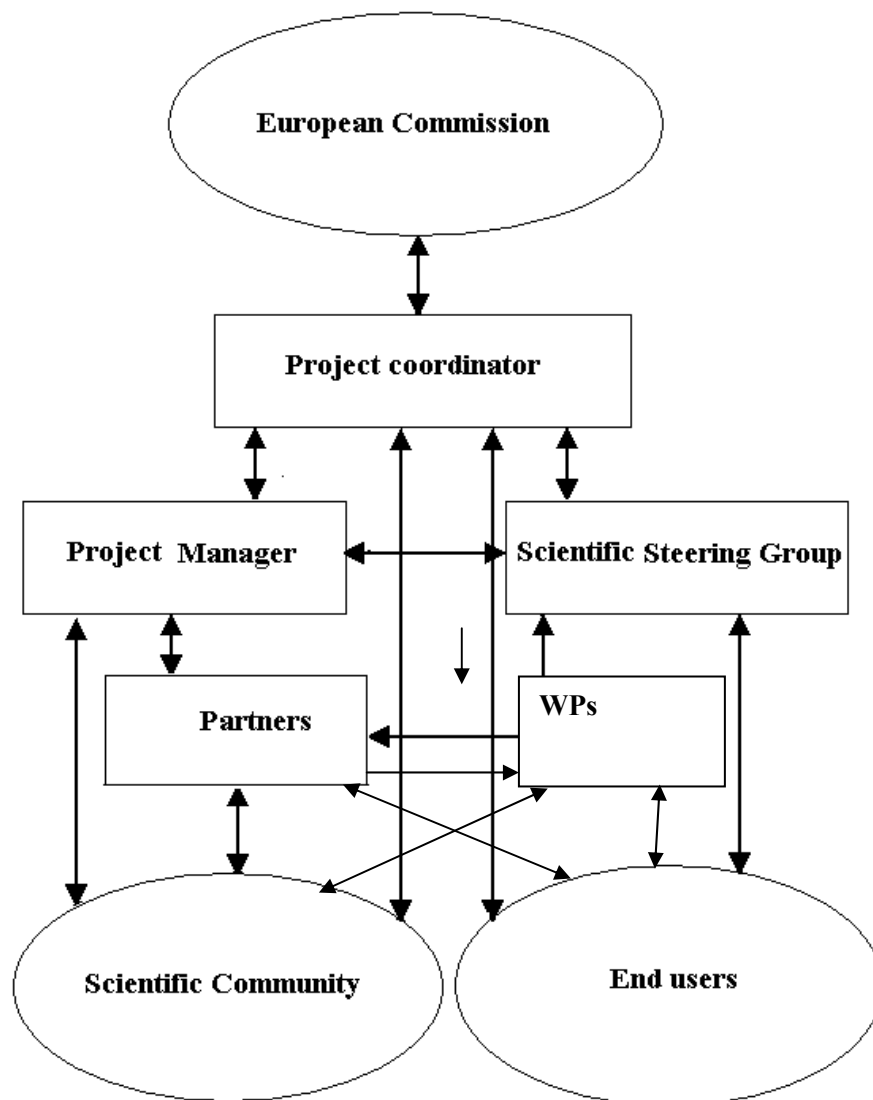 European Commission
Project coordinator
Project Manager
Scientific Steering Group
Partners
WPs
Scientific Community
End users